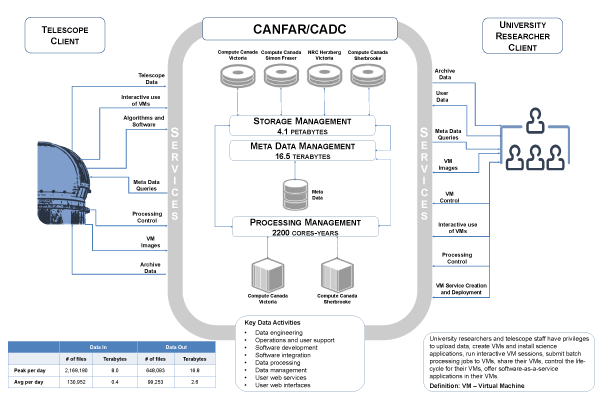 TELESCOPE
CLIENT
CANFAR/CADC
UNIVERSITY
RESEARCHER
CLIENT
Compute Canada
Victoria
Compute Canada
Simon Fraser
NRC Herzberg
Victoria
Compute Canada
Sherbrooke
Telescope
Data
Interactive use
of VMs
Algorithms and
Software
Meta Data
Queries
Processing
Control
VM
Images
Archive
Data
SERVICES
STORAGE MANAGEMENT
4.1 PETABYTES
META DATA MANAGEMENT
16.5 TERABYTES
Meta
Data
PROCESSING MANAGEMENT
2200 CORES-YEARS
Compute Canada
Victoria
Compute Canada
Sherbrooke
SERVICES
Archive
Data
User
Data
Meta Data
Queries
VM
Images
VM
Control
Interactive use
of VMs
Processing
Control
VM Service Creation
and Deployment
Key Data Activities
• Data engineering
• Operations and user support
• Software development
• Software integration
• Data processing
• Data management
• User web services
• User web interfaces
Data In Data Out
# of files Terabytes # of files Terabytes
Peak per day 2,169,180 8.0 648,083 16.8
Avg per day 130,952 0.4 99,253 2.6
University researchers and telescope staff have privileges
to upload data, create VMs and install science
applications, run interactive VM sessions, submit batch
processing jobs to VMs, share their VMs, control the life-
cycle for their VMs, offer software-as-a-service
applications in their VMs.
Definition: VM – Virtual Machine